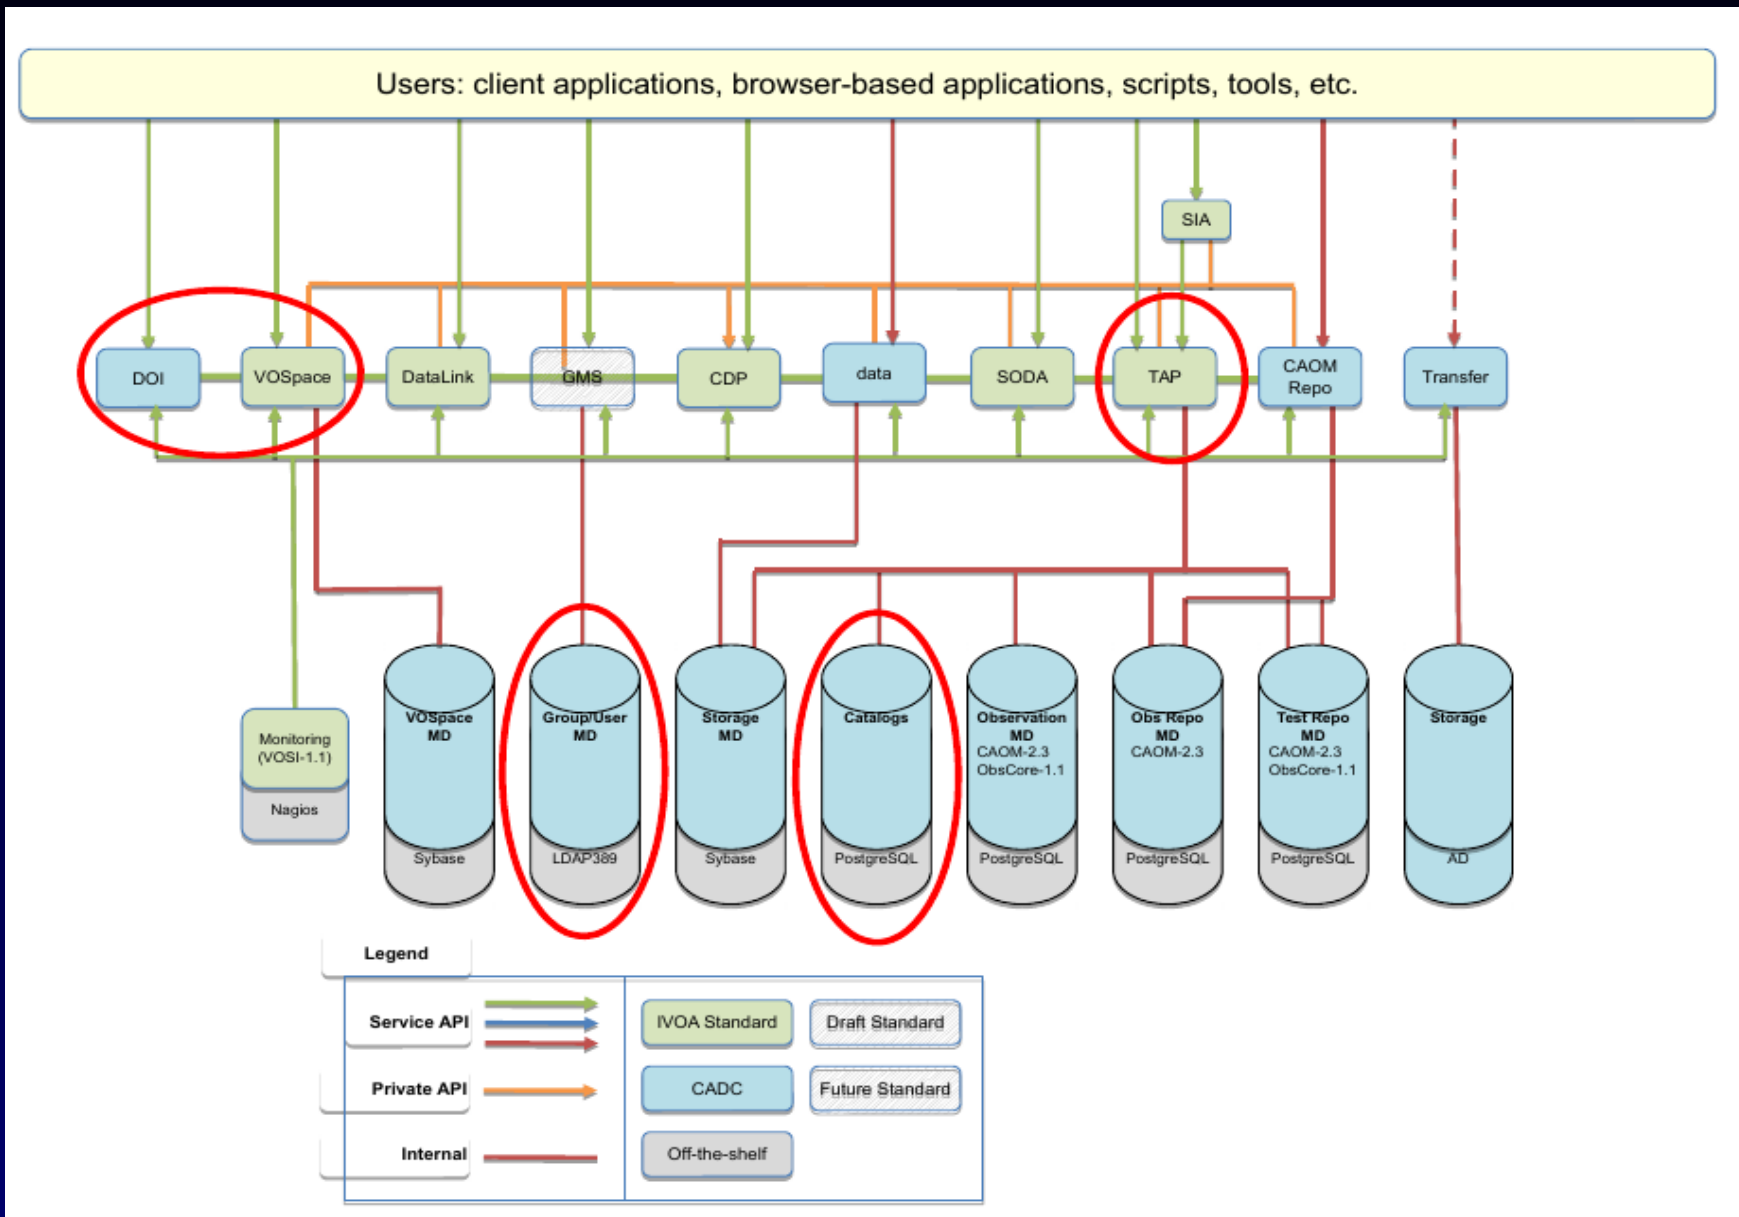 Users: client applications, browser-based applications, scripts, tools, etc.
SIA
DOI
VOSpace
DataLink
GMS
CDP
data
SODA
TAP
CAOM
Repo
Transfer
Monitoring
(VOSI-1.1)
Nagios
VOSpace
MD
Sybase
Group/User
MD
LDAP389
Storage
MD
Sybase
Catalogs
PostgreSQL
Observation
MD
CAOM-2.3
ObsCore-1.1
PostgreSQL
Obs Repo
MD
CAOM-2.3
PostgreSQL
Test Repo
MD
CAOM-2.3
ObsCore-1.1
PostgreSQL
Storage
AD
Legend
Service API
Private API
Internal
IVOA Standard
Draft Standard
CADC
Future Standard
Off-the-shelf